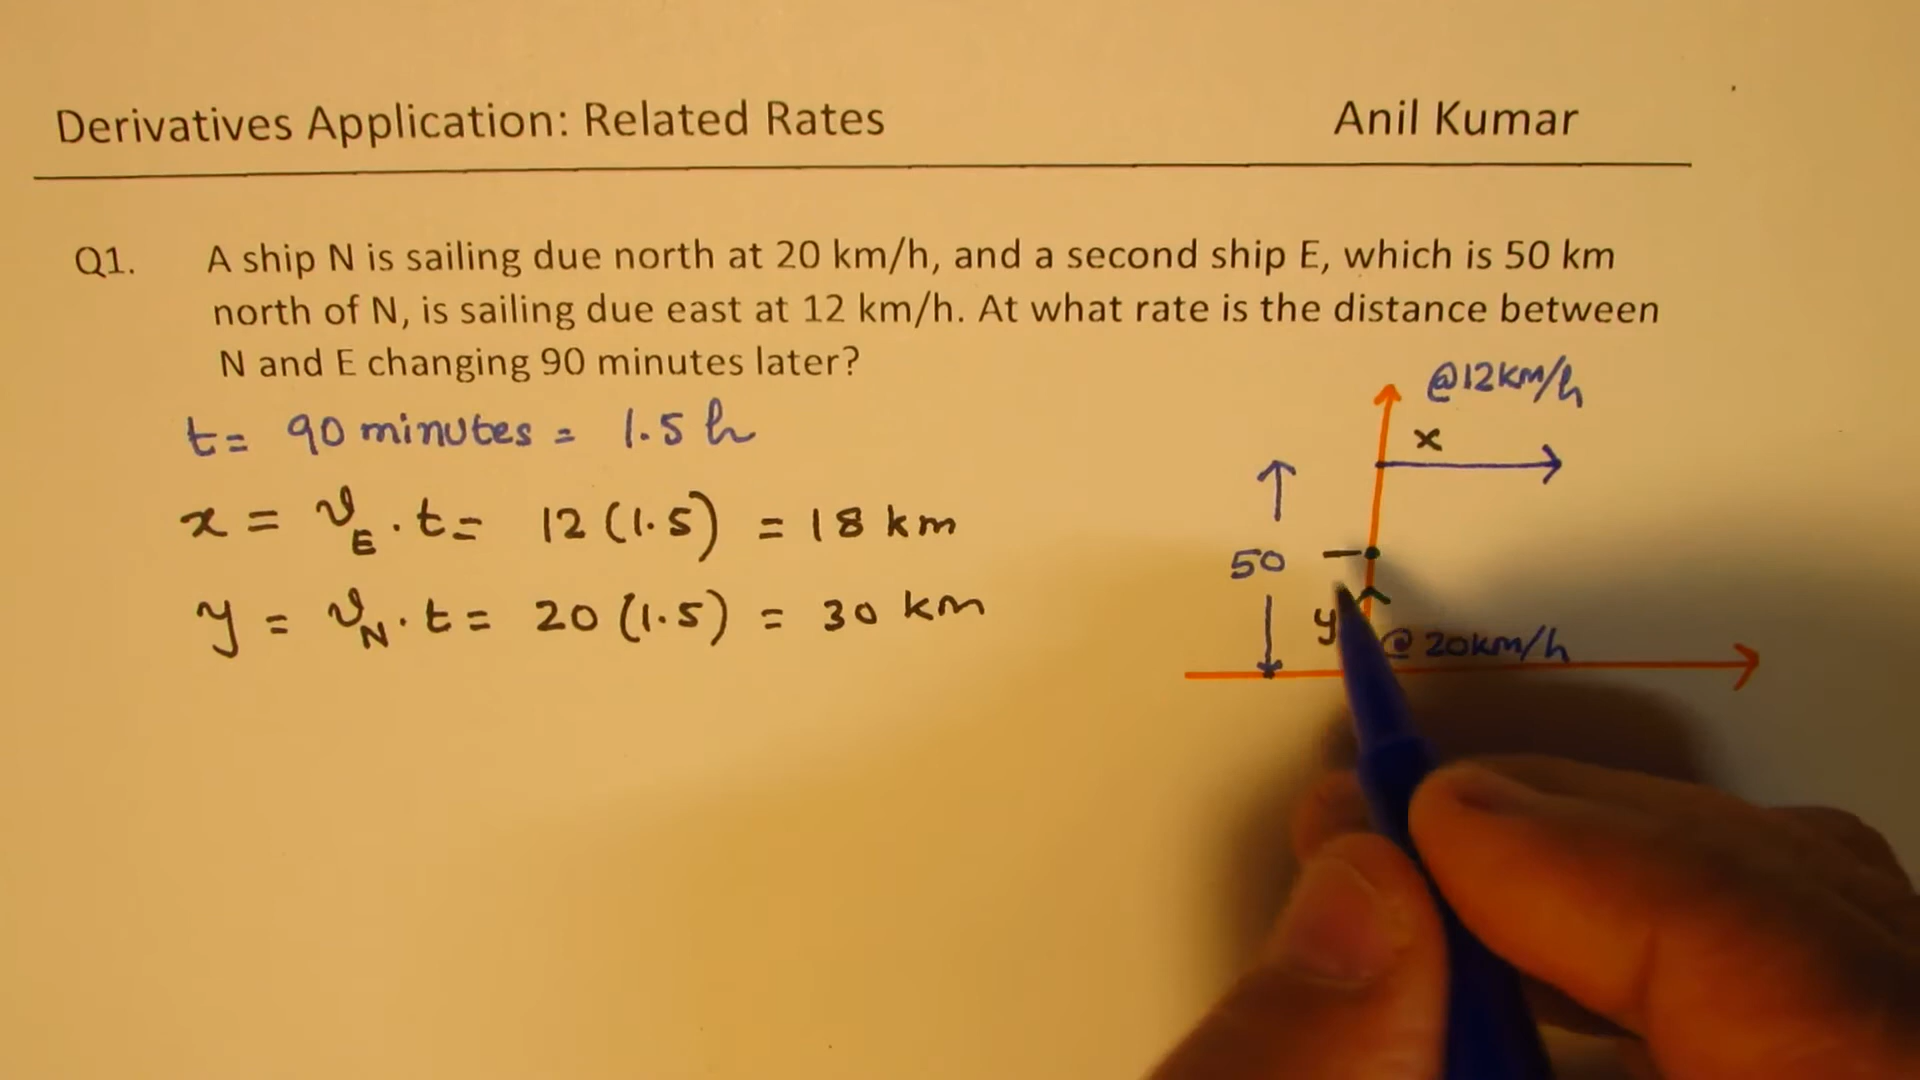 Derivatives Application: Related Rates Anil Kumar
Q1. A ship N is sailing due north at 20 km/h, and a second ship E, which is 50 km
north of N, is sailing due east at 12 km/h. At what rate is the distance between
N and E changing 90 minutes later?
@12km/h
t = 90 minutes = 1.5 h
x
x = v_E · t = 12 (1.5) = 18 km
50
y = v_N · t = 20 (1.5) = 30 km
y @ 20km/h